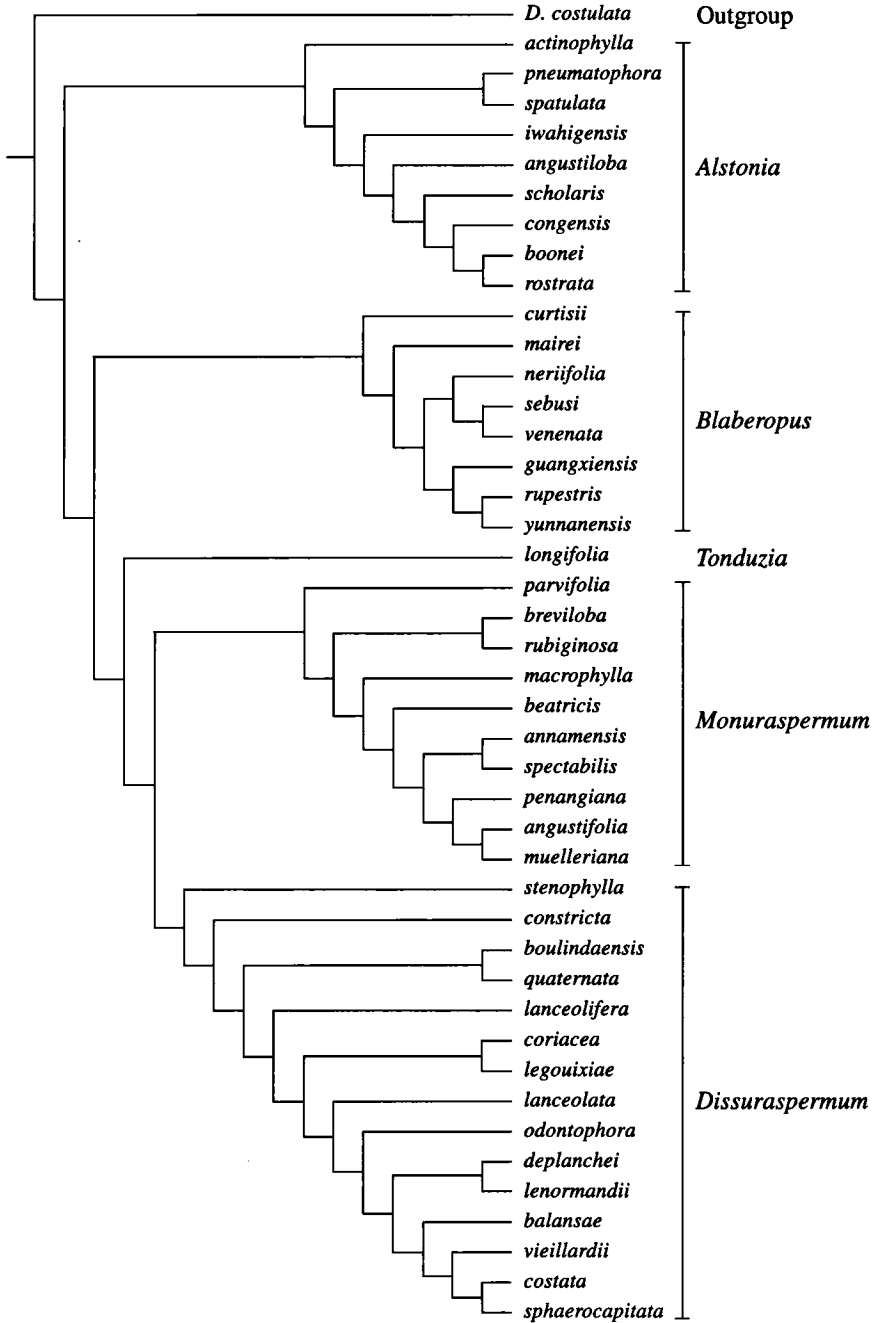 D. costulata Outgroup
actinophylla
pneumatophora
spatulata
iwahigensis
angustiloba
Alstonia
scholaris
congensis
boonei
rostrata
curtisii
mairei
neriifolia
sebusi
Blaberopus
venenata
guangxiensis
rupestris
yunnanensis
longifolia Tonduzia
parvifolia
breviloba
rubiginosa
macrophylla
beatricis
Monuraspermum
annamensis
spectabilis
penangiana
angustifolia
muelleriana
stenophylla
constricta
boulindaensis
quaternata
lanceolifera
coriacea
legouixiae
lanceolata Dissuraspermum
odontophora
deplanchei
lenormandii
balansae
vieillardii
costata
sphaerocapitata